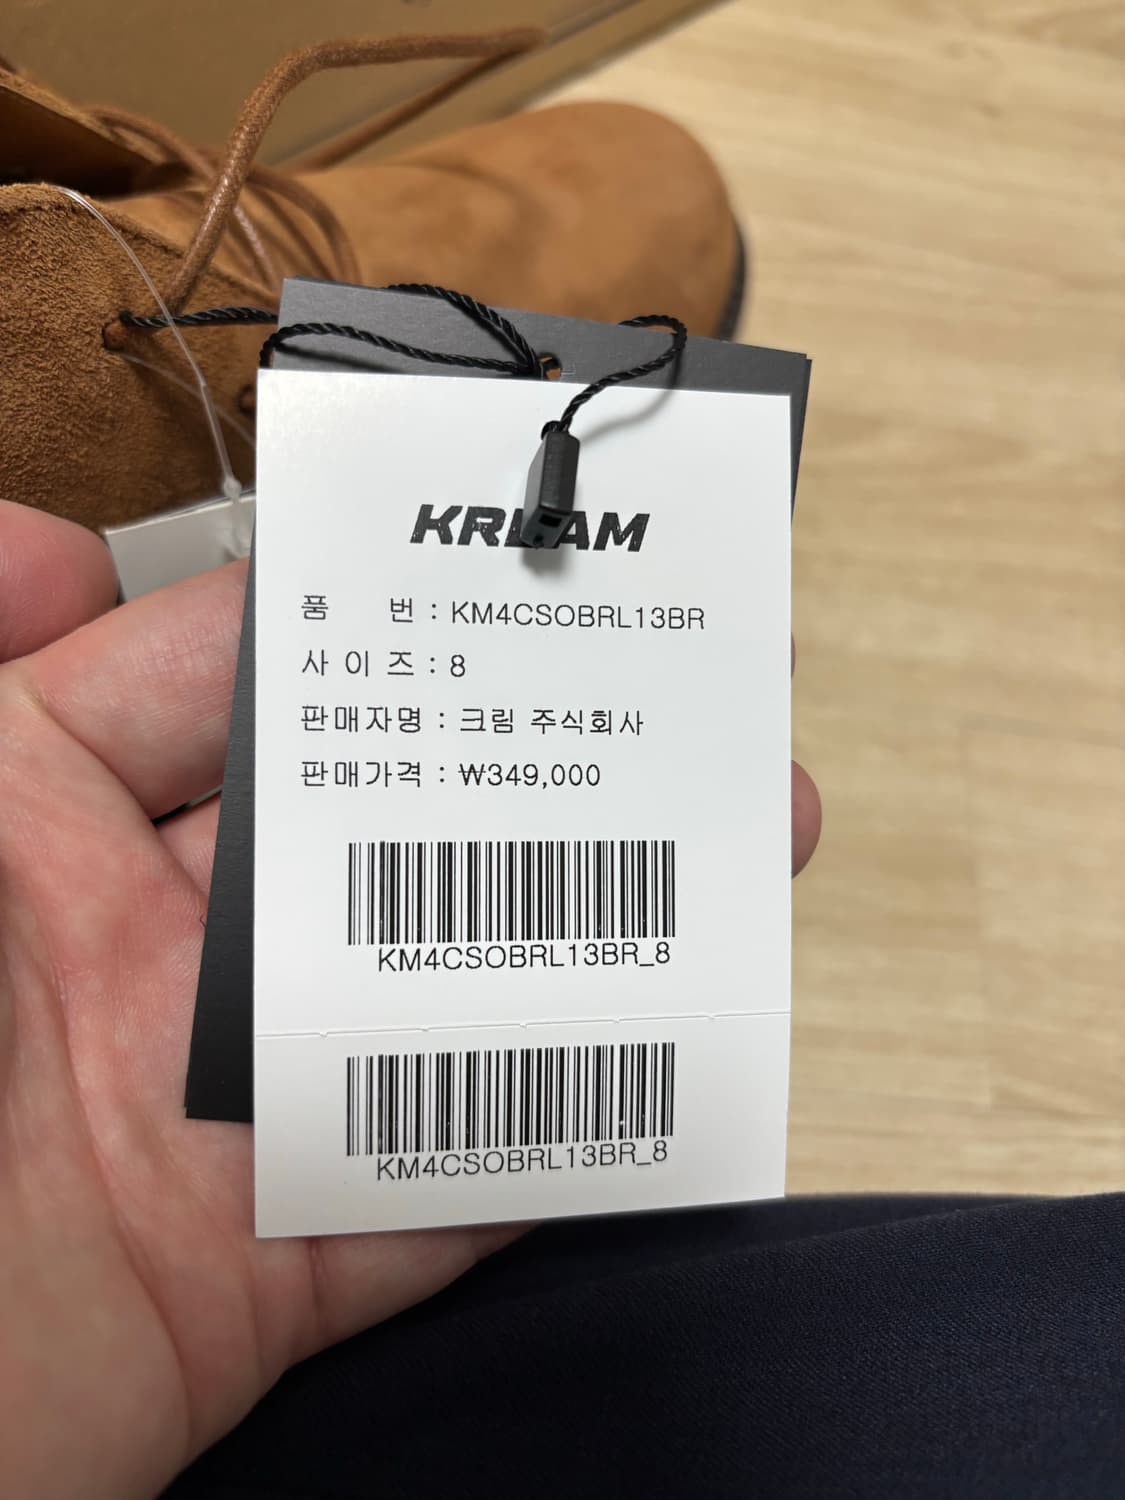 KREAM
품 번 : KM4CSOBRL13BR
사 이 즈 : 8
판매자명 : 크림 주식회사
판매가격 : ₩349,000
KM4CSOBRL13BR_8
KM4CSOBRL13BR_8